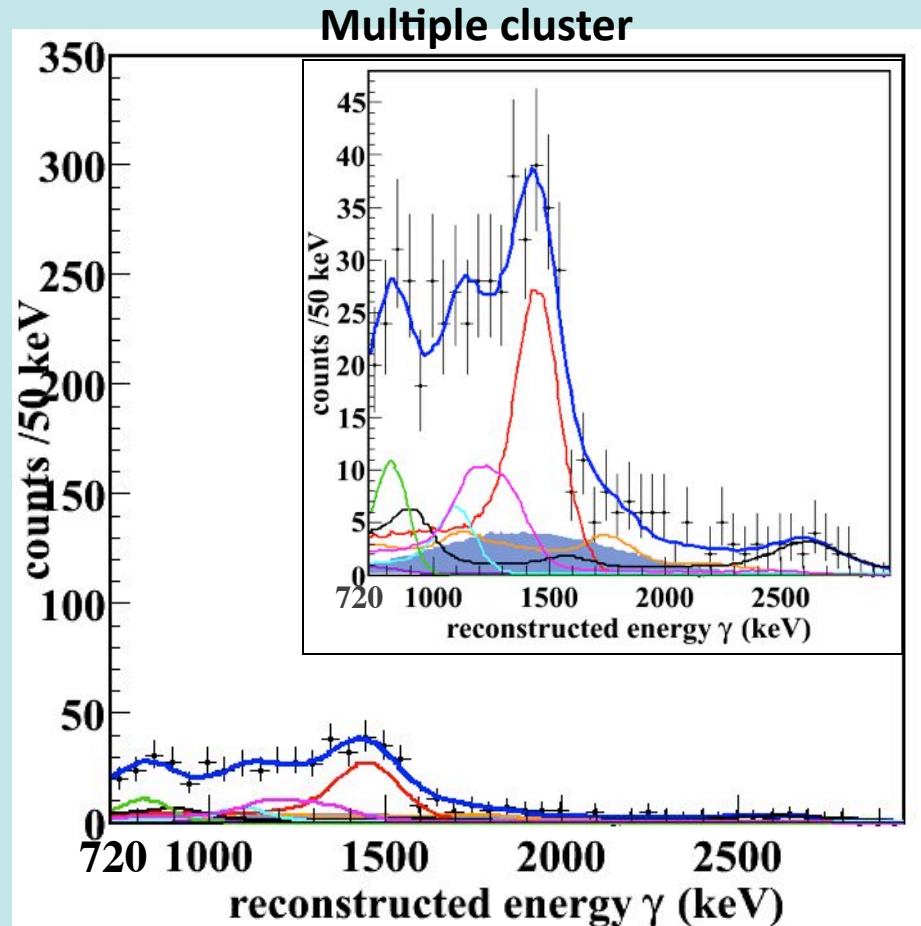 Multiple cluster
350
300
250
200
150
100
50
0
counts /50 keV
720 1000 1500 2000 2500
reconstructed energy γ (keV)
45
40
35
30
25
20
15
10
5
0
counts /50 keV
720 1000 1500 2000 2500
reconstructed energy γ (keV)